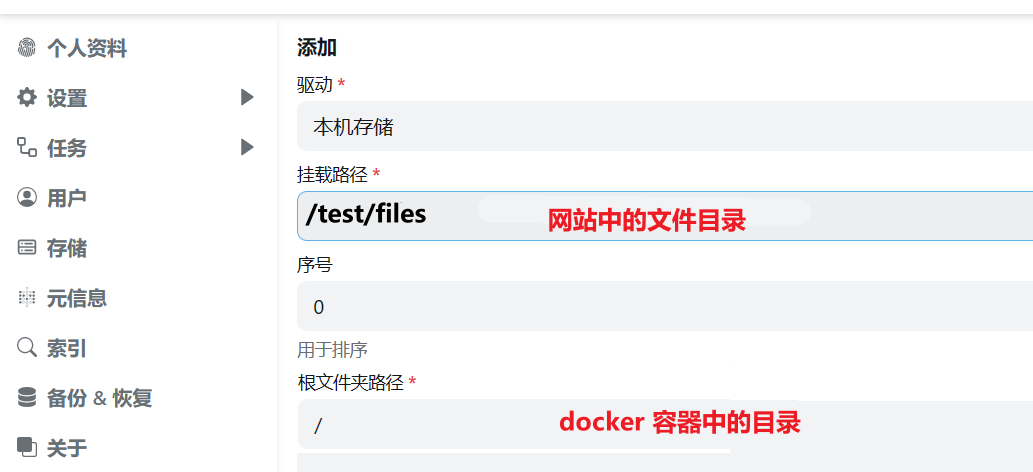 个人资料
设置
任务
用户
存储
元信息
索引
备份 & 恢复
关于
添加
驱动 *
本机存储
挂载路径 *
/test/files 网站中的文件目录
序号
0
用于排序
根文件夹路径 *
/ docker 容器中的目录